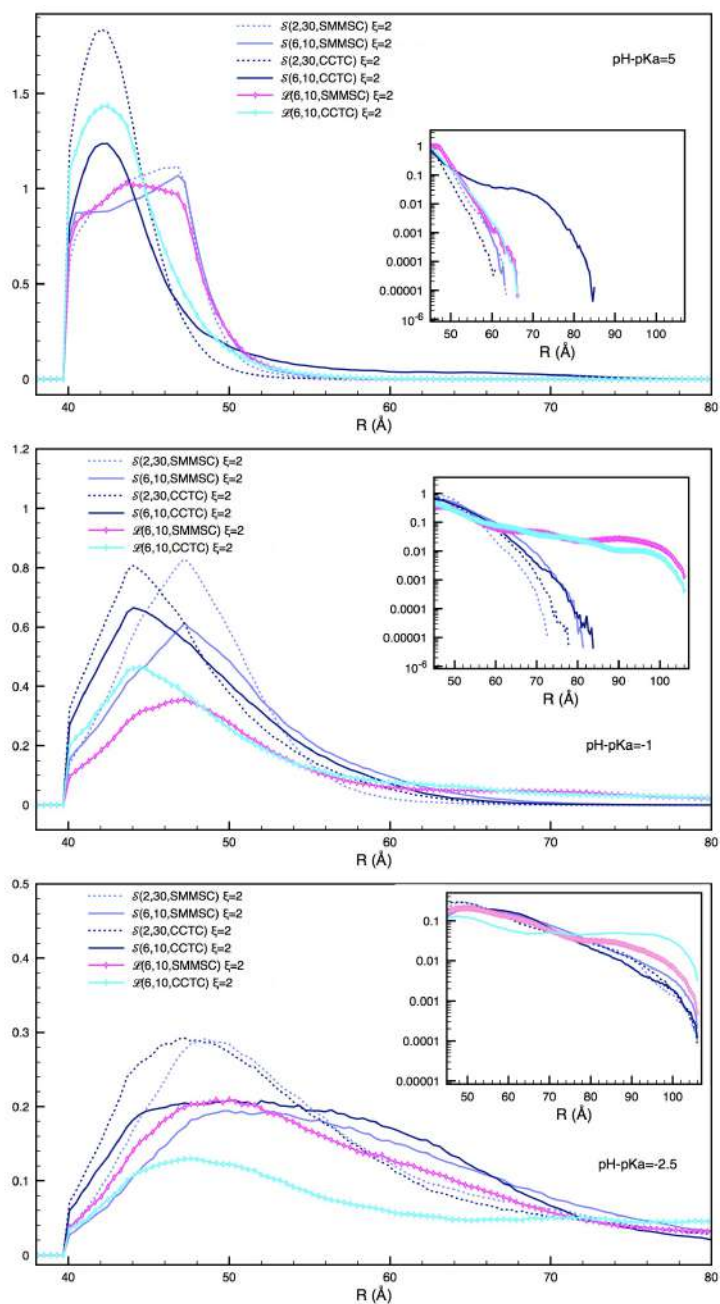 𝒮(2,30,SMMSC) ξ=2
𝒮(6,10,SMMSC) ξ=2
𝒮(2,30,CCTC) ξ=2
𝒮(6,10,CCTC) ξ=2
ℒ(6,10,SMMSC) ξ=2
ℒ(6,10,CCTC) ξ=2
pH-pKa=5
1.5
1
0.5
0
40 50 60 70 80
R (Å)
1
0.1
0.01
0.001
0.0001
0.00001
10-6
50 60 70 80 90 100
R (Å)
1.2
1
0.8
0.6
0.4
0.2
0
𝒮(2,30,SMMSC) ξ=2
𝒮(6,10,SMMSC) ξ=2
𝒮(2,30,CCTC) ξ=2
𝒮(6,10,CCTC) ξ=2
ℒ(6,10,SMMSC) ξ=2
ℒ(6,10,CCTC) ξ=2
1
0.1
0.01
0.001
0.0001
0.00001
10-6
50 60 70 80 90 100
R (Å)
pH-pKa=-1
40 50 60 70 80
R (Å)
0.5
0.4
0.3
0.2
0.1
0
𝒮(2,30,SMMSC) ξ=2
𝒮(6,10,SMMSC) ξ=2
𝒮(2,30,CCTC) ξ=2
𝒮(6,10,CCTC) ξ=2
ℒ(6,10,SMMSC) ξ=2
ℒ(6,10,CCTC) ξ=2
0.1
0.01
0.001
0.0001
0.00001
50 60 70 80 90 100
R (Å)
pH-pKa=-2.5
40 50 60 70 80
R (Å)